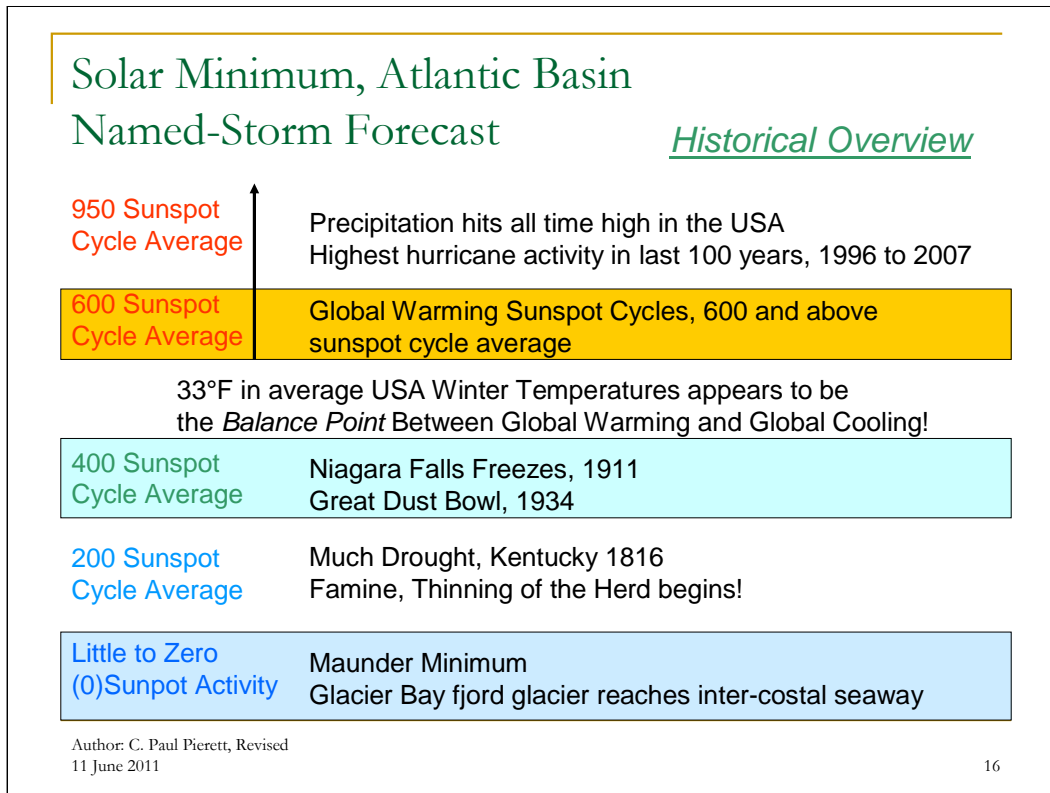 Solar Minimum, Atlantic Basin
Named-Storm Forecast
Historical Overview
950 Sunspot
Cycle Average
Precipitation hits all time high in the USA
Highest hurricane activity in last 100 years, 1996 to 2007
600 Sunspot
Cycle Average
Global Warming Sunspot Cycles, 600 and above
sunspot cycle average
33°F in average USA Winter Temperatures appears to be
the Balance Point Between Global Warming and Global Cooling!
400 Sunspot
Cycle Average
Niagara Falls Freezes, 1911
Great Dust Bowl, 1934
200 Sunspot
Cycle Average
Much Drought, Kentucky 1816
Famine, Thinning of the Herd begins!
Little to Zero
(0)Sunpot Activity
Maunder Minimum
Glacier Bay fjord glacier reaches inter-costal seaway
Author: C. Paul Pierett, Revised
11 June 2011
16